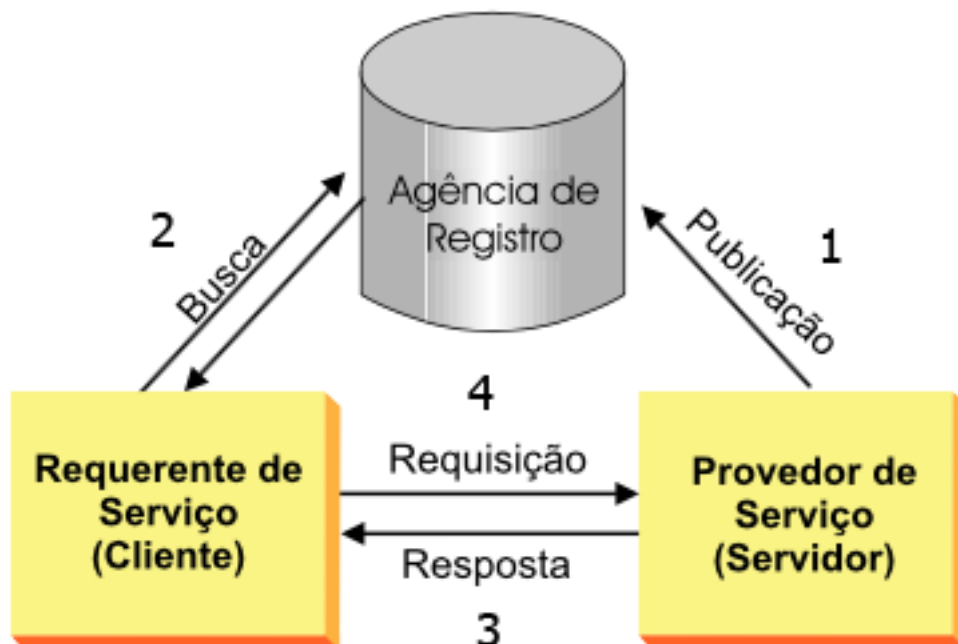 Agência de
Registro
2
Busca
1
Publicação
4
Requisição
Requerente de
Serviço
(Cliente)
Provedor de
Serviço
(Servidor)
Resposta
3